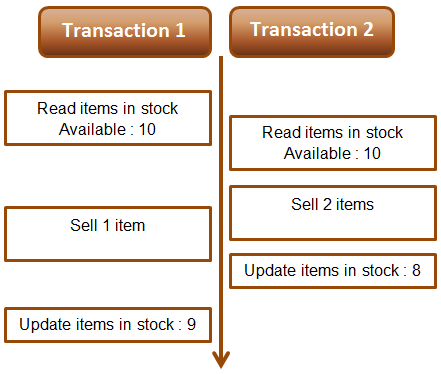 Transaction 1
Transaction 2
Read items in stock
Available : 10
Read items in stock
Available : 10
Sell 2 items
Sell 1 item
Update items in stock : 8
Update items in stock : 9